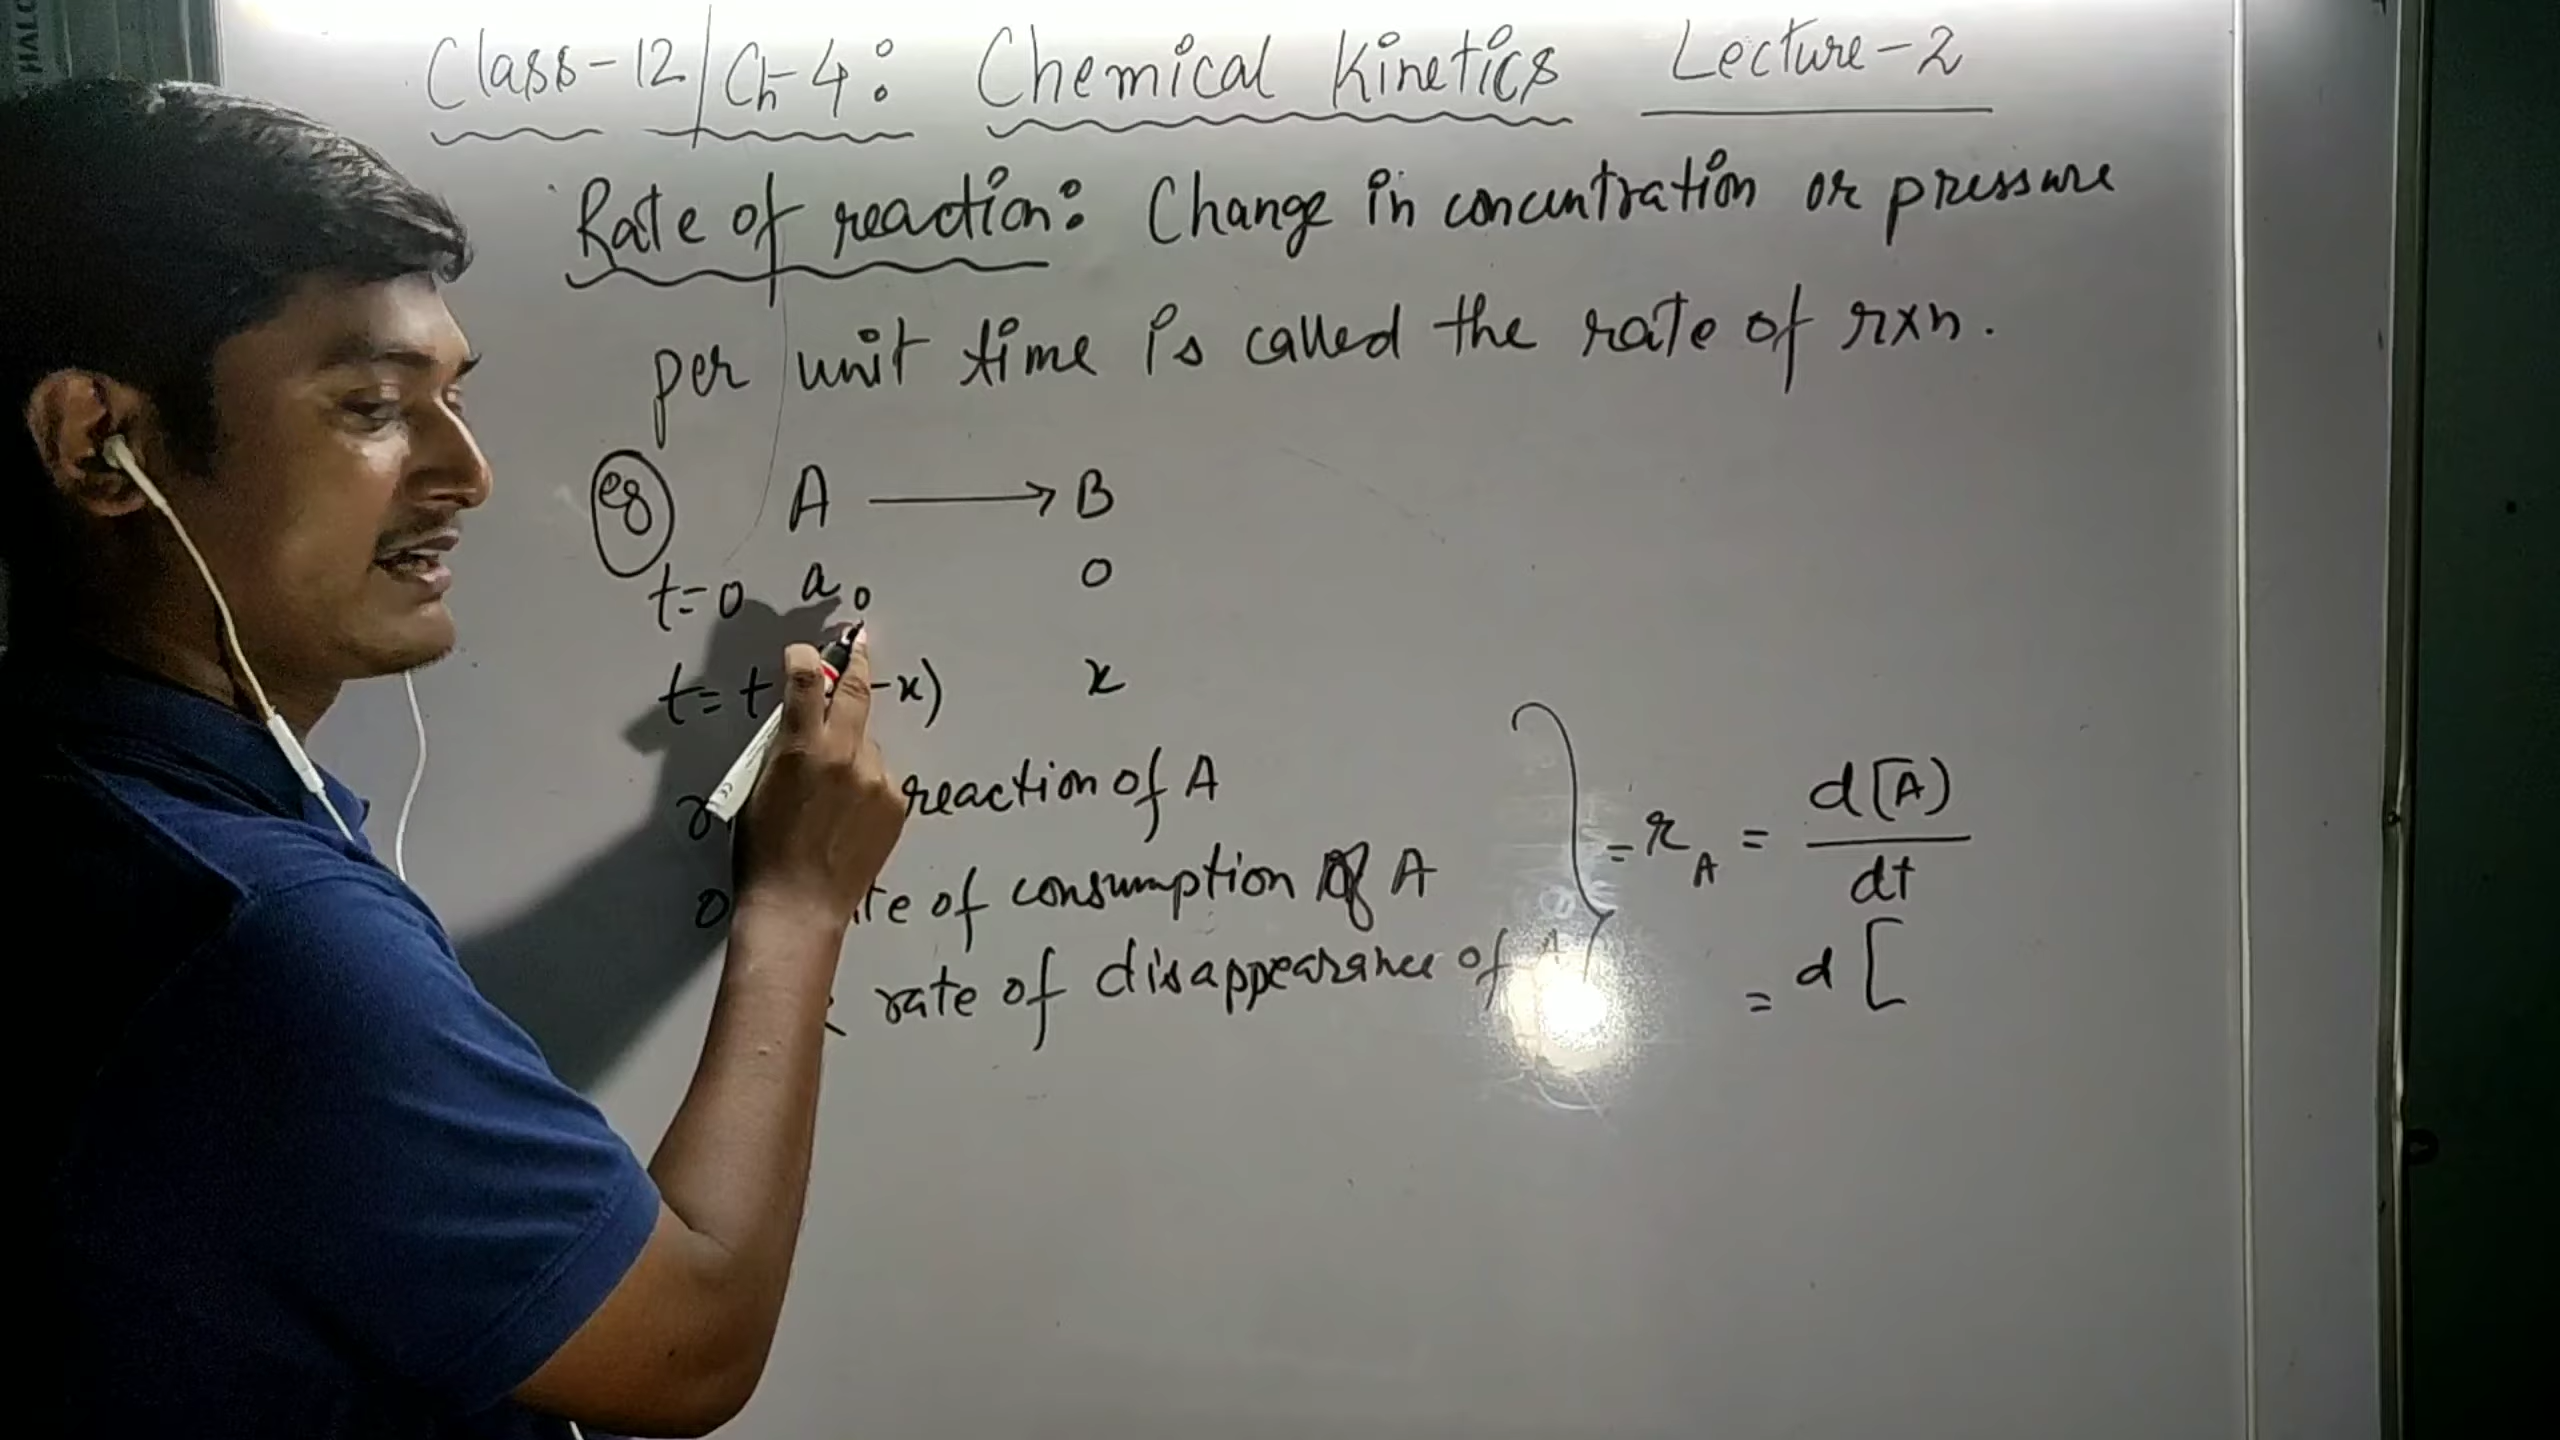 Class-12/Ch-4: Chemical Kinetics Lecture-2
Rate of reaction: Change in concentration or pressure
per unit time is called the rate of rxn.
eg A → B
t=0 a0 0
t=t -x) x
reaction of A
of consumption of A
rate of disappearance of
= rA = d[A]/dt
= d[